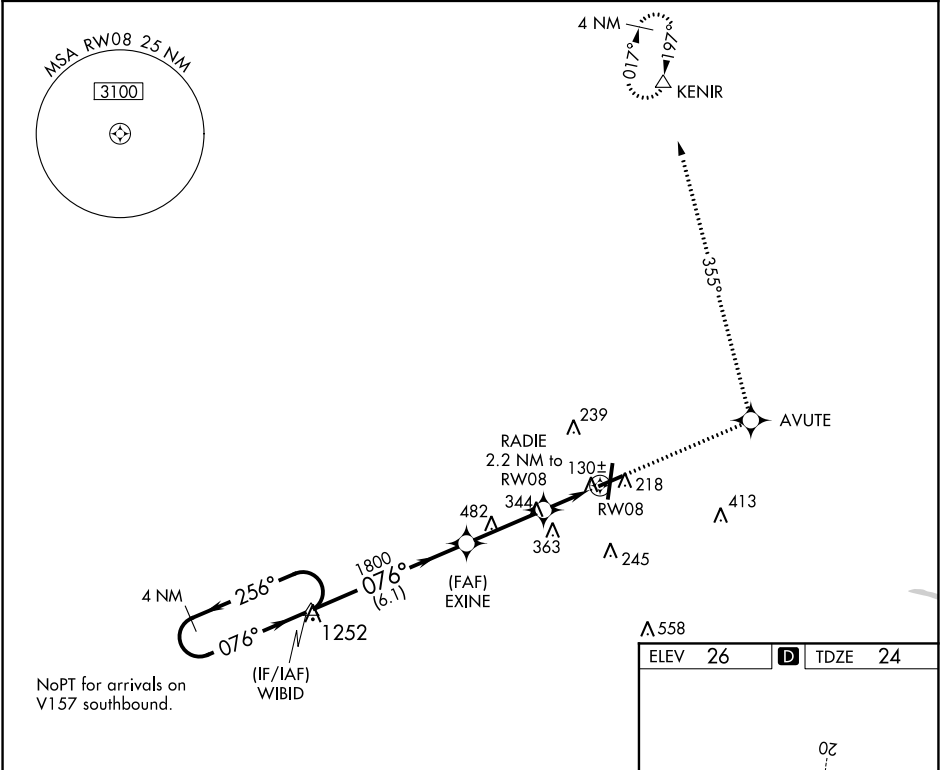 MSA RW08 25 NM
3100
4 NM
017°
197°
KENIR
355°
AVUTE
239
RADIE
2.2 NM to
RW08
130±
218
RW08
344
482
363
413
245
(FAF)
EXINE
1800
076°
(6.1)
4 NM
256°
076°
1252
(IF/IAF)
WIBID
NoPT for arrivals on
V157 southbound.
558
ELEV 26 D TDZE 24
20